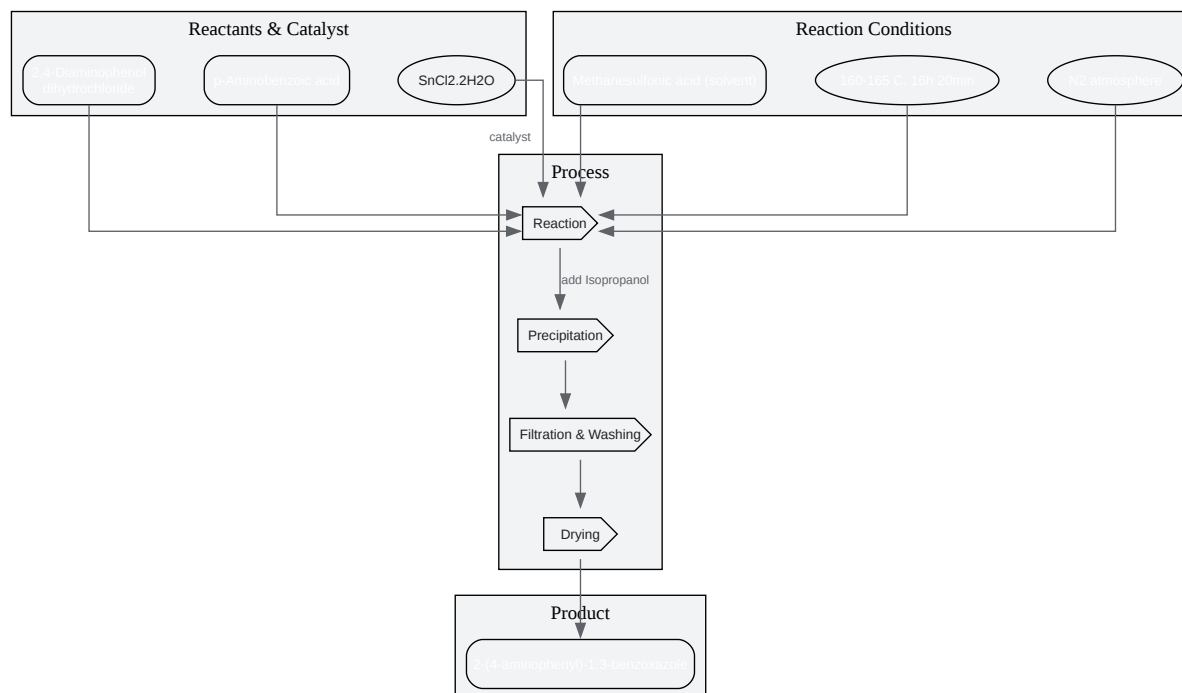 Reactants & Catalyst
Reaction Conditions
2,4-Diaminophenol
dihydrochloride
p-Aminobenzoic acid
SnCl2.2H2O
Methanesulfonic acid (solvent)
160-165 C, 16h 20min
N2 atmosphere
catalyst
Process
Reaction
add Isopropanol
Precipitation
Filtration & Washing
Drying
Product
2-(4-aminophenyl)-1,3-benzoxazole